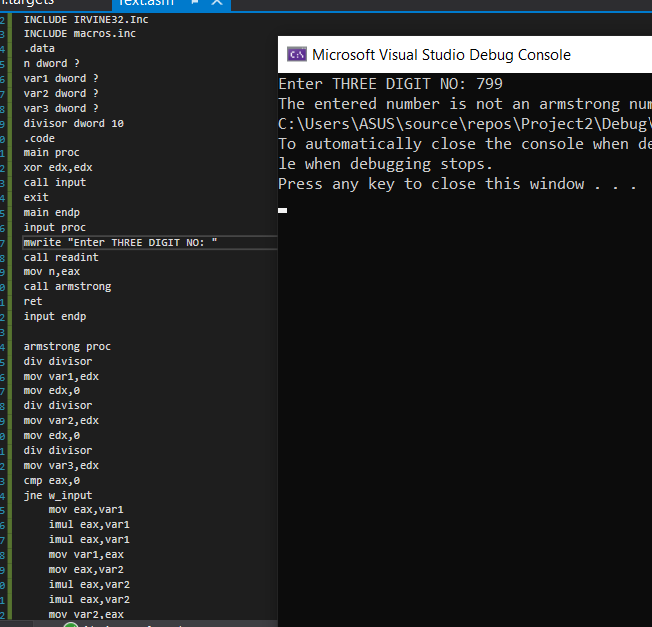 Text.asm
INCLUDE IRVINE32.Inc
INCLUDE macros.inc
.data
n dword ?
var1 dword ?
var2 dword ?
var3 dword ?
divisor dword 10
.code
main proc
xor edx,edx
call input
exit
main endp
input proc
mwrite "Enter THREE DIGIT NO: "
call readint
mov n,eax
call armstrong
ret
input endp
armstrong proc
div divisor
mov var1,edx
mov edx,0
div divisor
mov var2,edx
mov edx,0
div divisor
mov var3,edx
cmp eax,0
jne w_input
mov eax,var1
imul eax,var1
imul eax,var1
mov var1,eax
mov eax,var2
imul eax,var2
imul eax,var2
mov var2,eax
Microsoft Visual Studio Debug Console
Enter THREE DIGIT NO: 799
The entered number is not an armstrong num
C:\Users\ASUS\source\repos\Project2\Debug\
To automatically close the console when de
le when debugging stops.
Press any key to close this window . . .